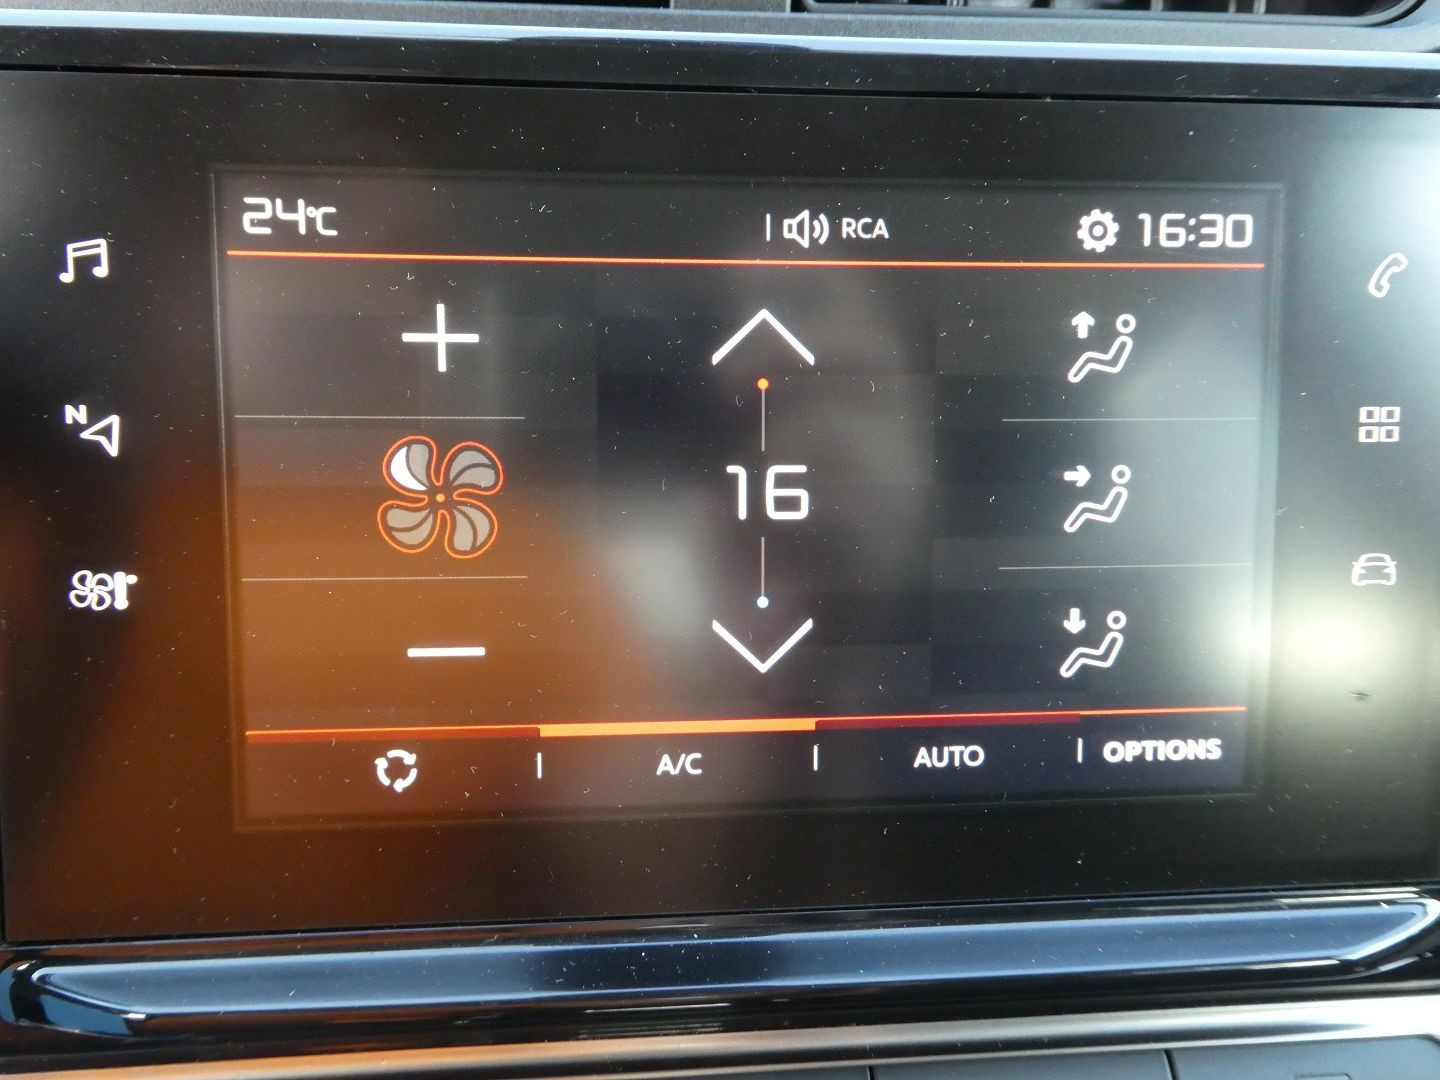 24°C RCA 16:30
N
16
A/C AUTO OPTIONS